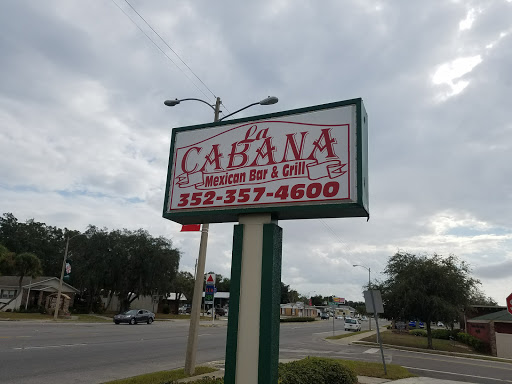 La
CABANA
Mexican Bar & Grill
352-357-4600